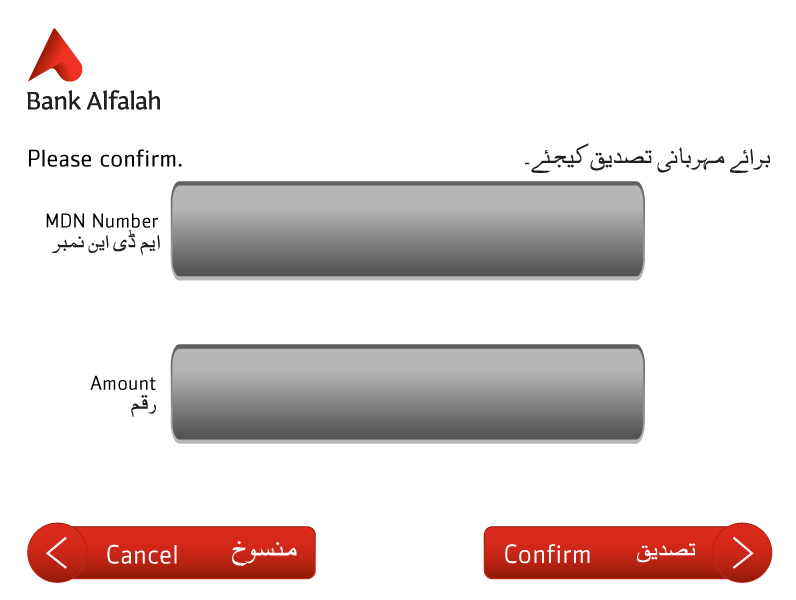 Bank Alfalah
Please confirm.
برائے مہربانی تصدیق کیجئے۔
MDN Number
ایم ڈی این نمبر
Amount
رقم
Cancel منسوخ
Confirm تصدیق